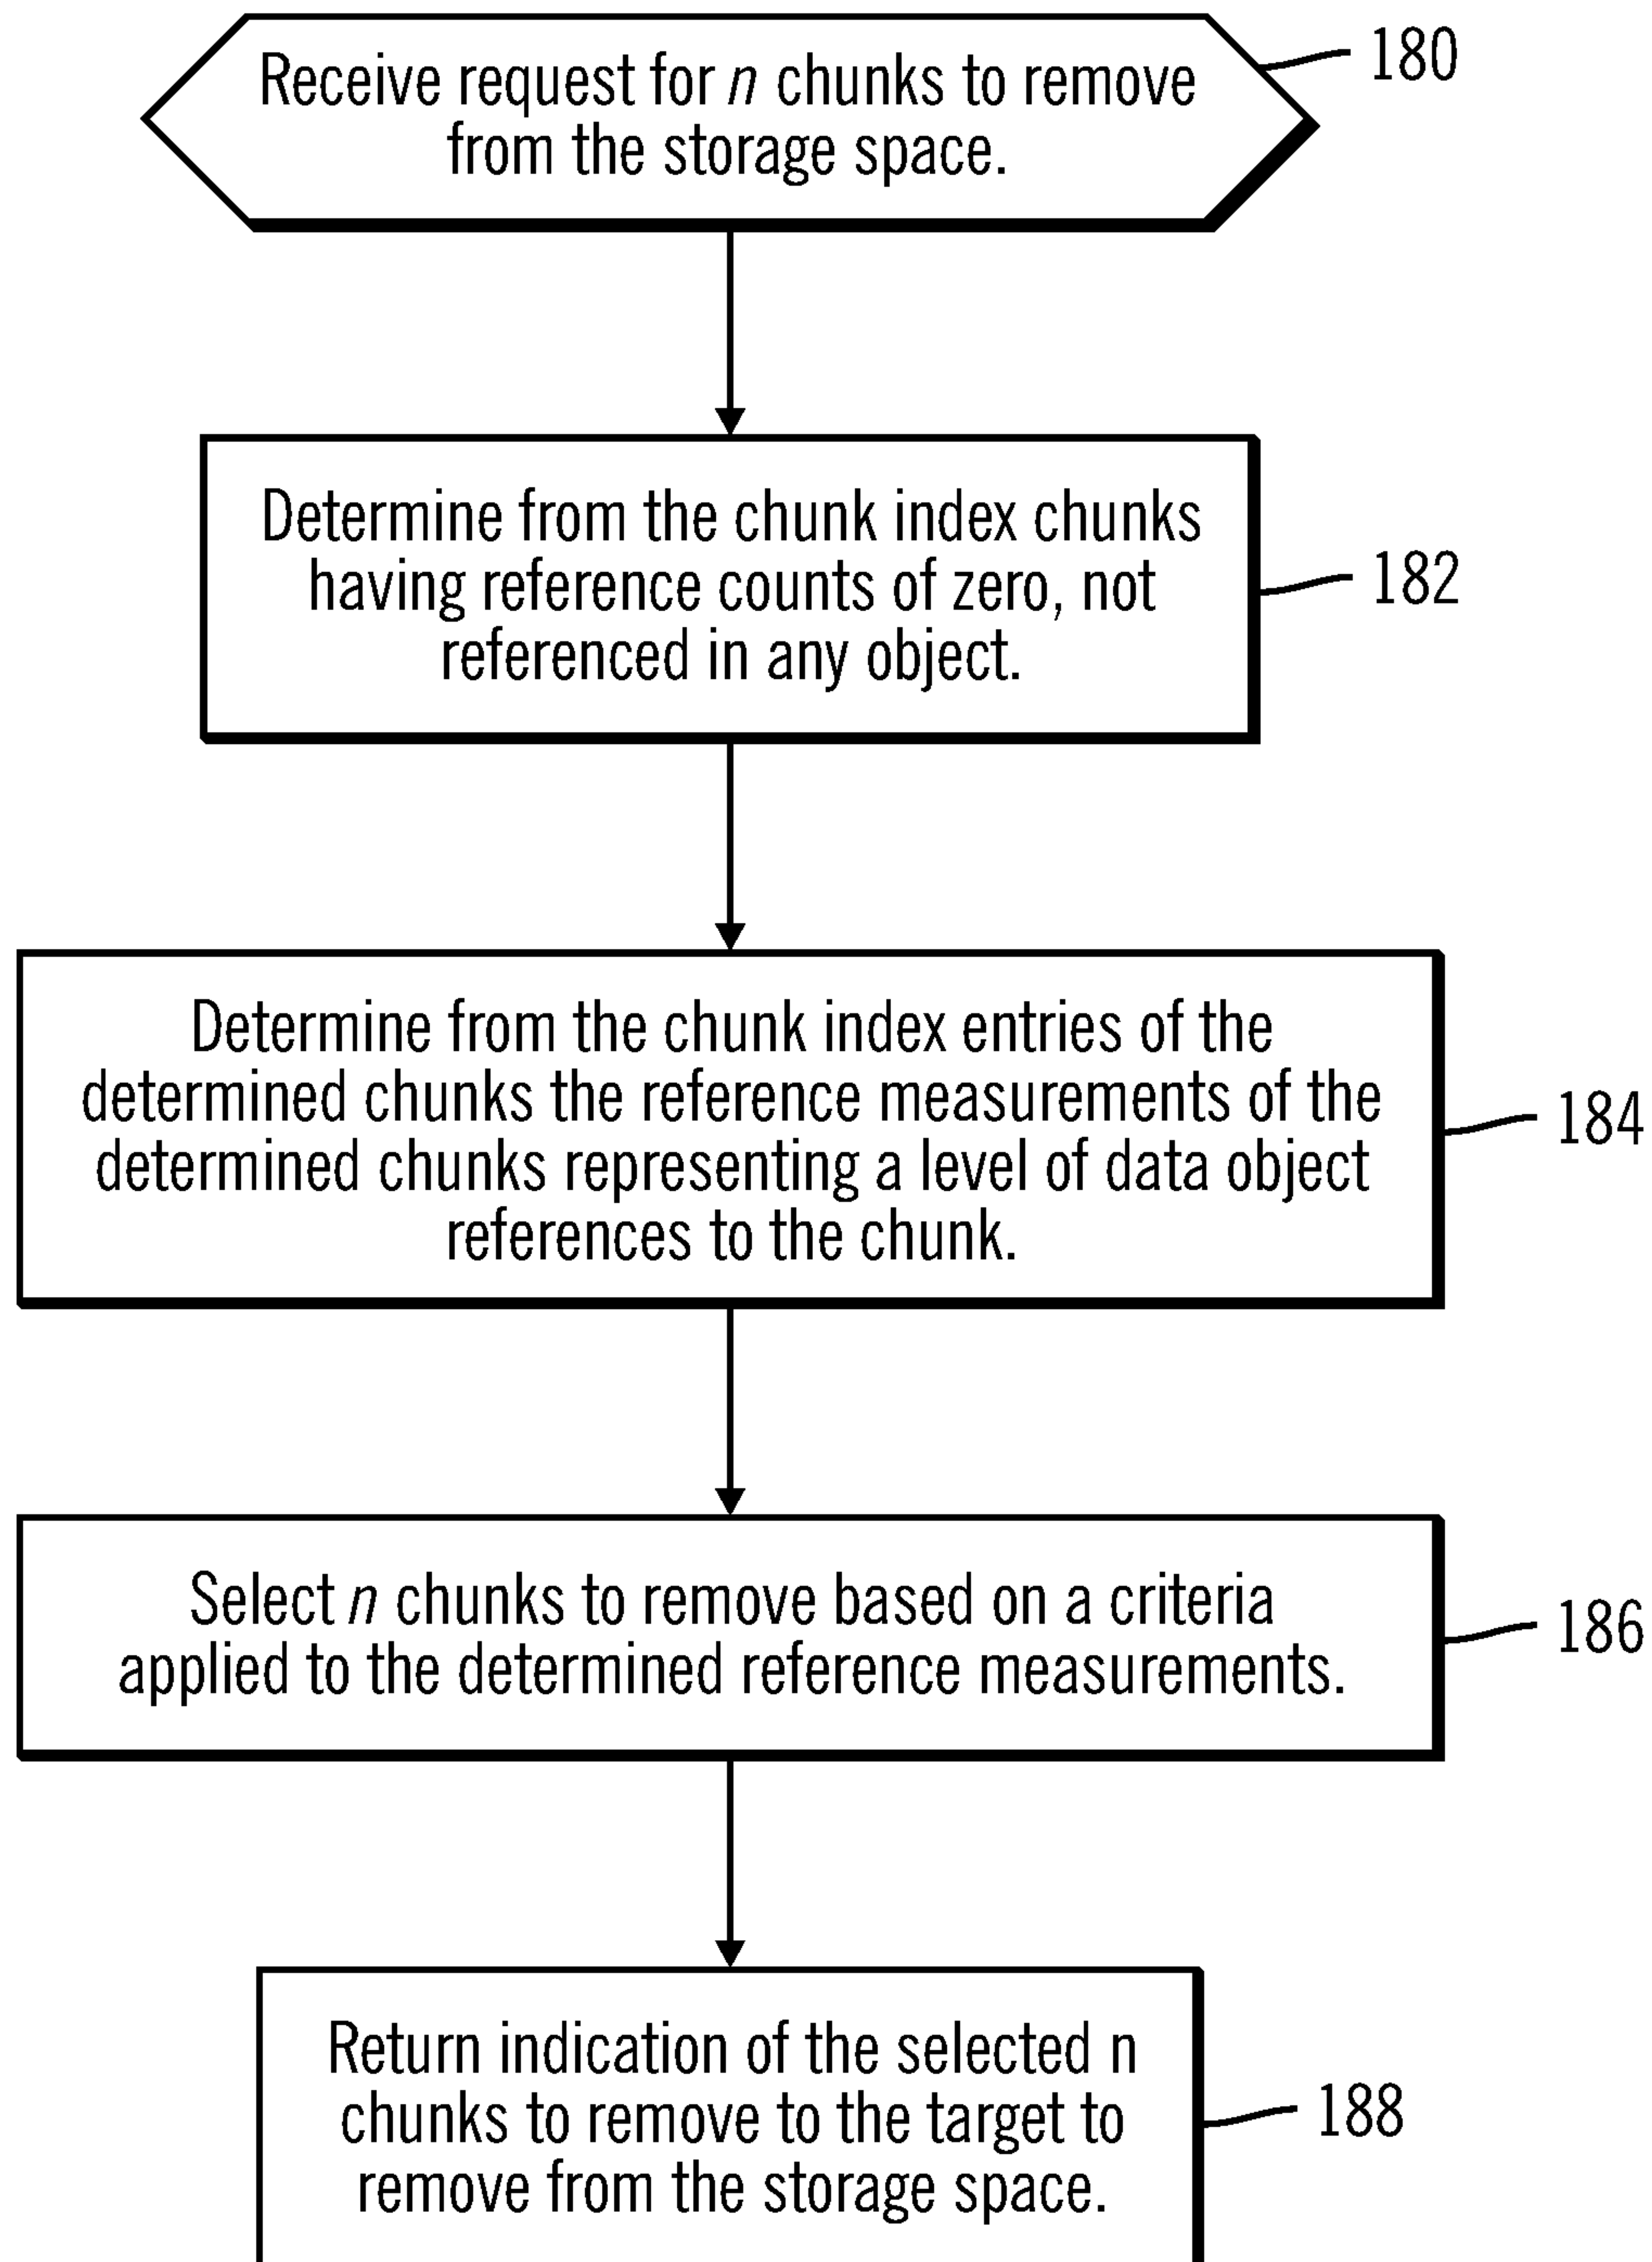 Receive request for n chunks to remove
from the storage space.
180
Determine from the chunk index chunks
having reference counts of zero, not
referenced in any object.
182
Determine from the chunk index entries of the
determined chunks the reference measurements of the
determined chunks representing a level of data object
references to the chunk.
184
Select n chunks to remove based on a criteria
applied to the determined reference measurements.
186
Return indication of the selected n
chunks to remove to the target to
remove from the storage space.
188